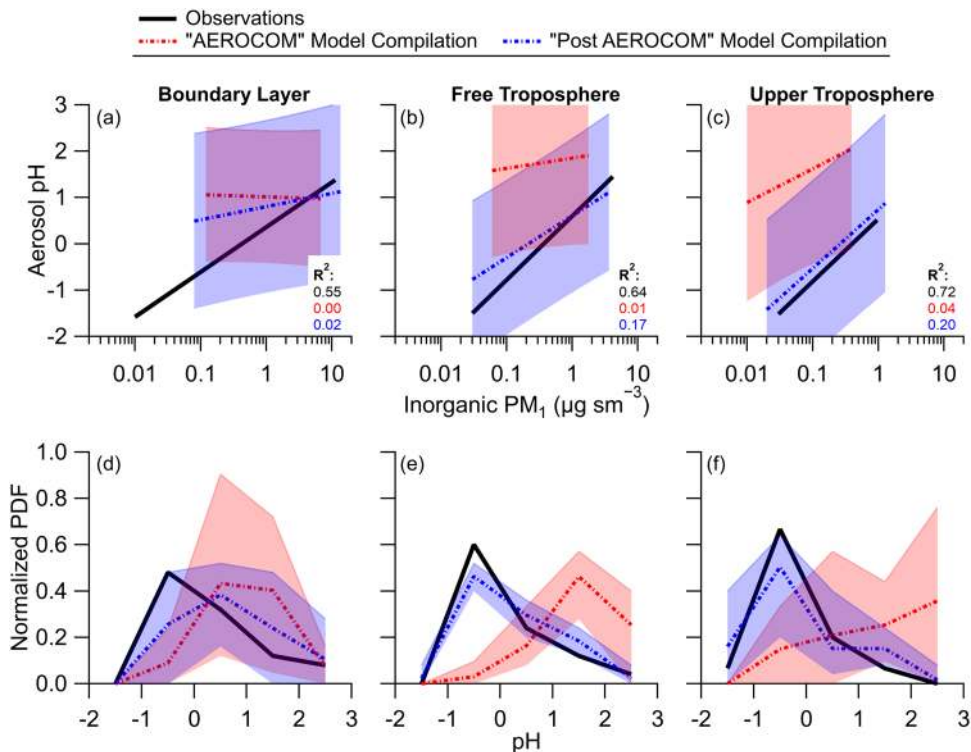 Observations
"AEROCOM" Model Compilation "Post AEROCOM" Model Compilation
Boundary Layer Free Troposphere Upper Troposphere
(a) (b) (c)
3
2
1
0
-1
-2
Aerosol pH
R²: R²: R²:
0.55 0.64 0.72
0.00 0.01 0.04
0.02 0.17 0.20
0.01 0.1 1 10 0.01 0.1 1 10 0.01 0.1 1 10
Inorganic PM₁ (µg sm⁻³)
(d) (e) (f)
1.0
0.8
0.6
0.4
0.2
0.0
Normalized PDF
-2 -1 0 1 2 3 -2 -1 0 1 2 3 -2 -1 0 1 2 3
pH